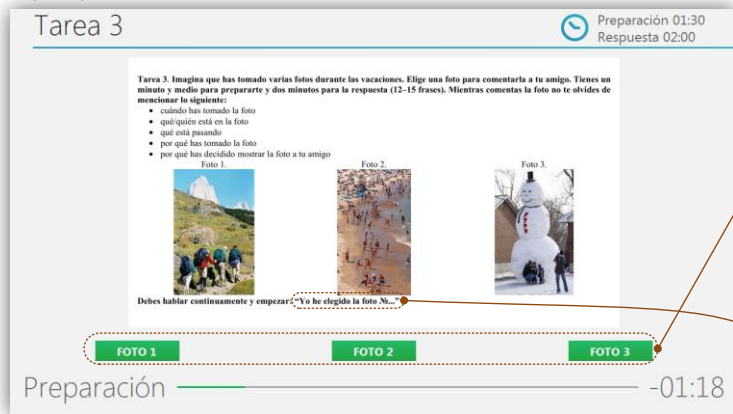 Tarea 3
Preparación 01:30
Respuesta 02:00
Tarea 3. Imagina que has tomado varias fotos durante las vacaciones. Elige una foto para comentarla a tu amigo. Tienes un
minuto y medio para prepararte y dos minutos para la respuesta (12–15 frases). Mientras comentas la foto no te olvides de
mencionar lo siguiente:
• cuándo has tomado la foto
• qué/quién está en la foto
• qué está pasando
• por qué has tomado la foto
• por qué has decidido mostrar la foto a tu amigo
Foto 1. Foto 2. Foto 3.
Debes hablar continuamente y empezar: “Yo he elegido la foto №...”
FOTO 1 FOTO 2 FOTO 3
Preparación -01:18